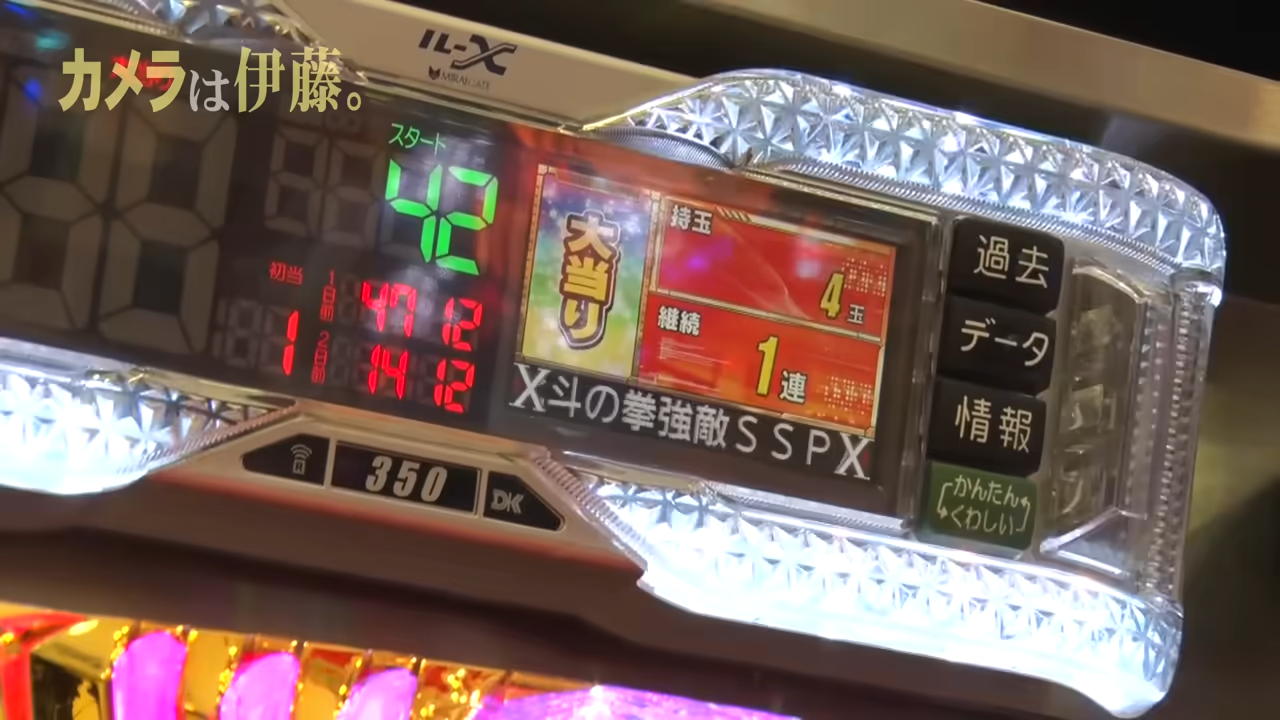 カメラは伊藤。
IL-X
MIRAIGATE
スタート
42
初当
1
1日前 47 12
2日前 14 12
大当り
持玉
4玉
継続
1連
X斗の拳強敵SSPX
過去
データ
情報
かんたん
くわしい
350
DK